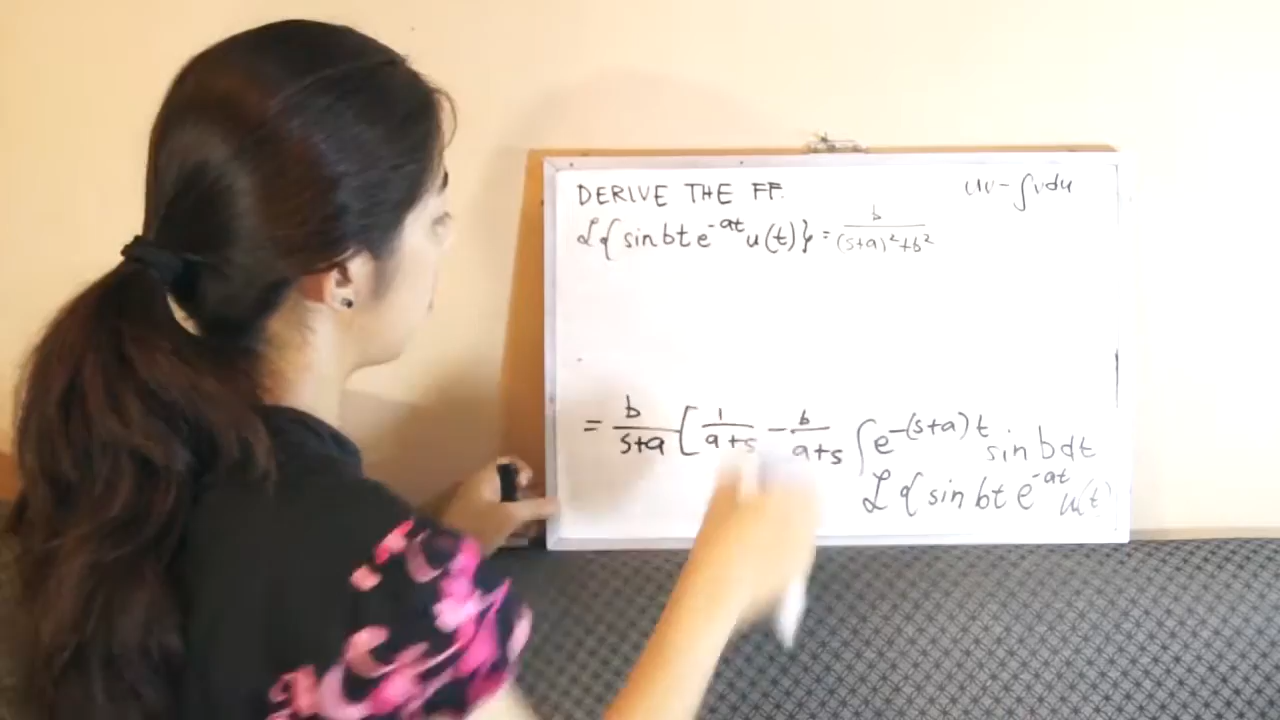 DERIVE THE FF.
uv - ∫vdu
ℒ{sin bt e^-at u(t)} = b/((s+a)^2+b^2)
= b/(s+a) [1/(a+s) - b/(a+s) ∫e^-(s+a)t sin bdt
ℒ{sin bt e^-at u(t)